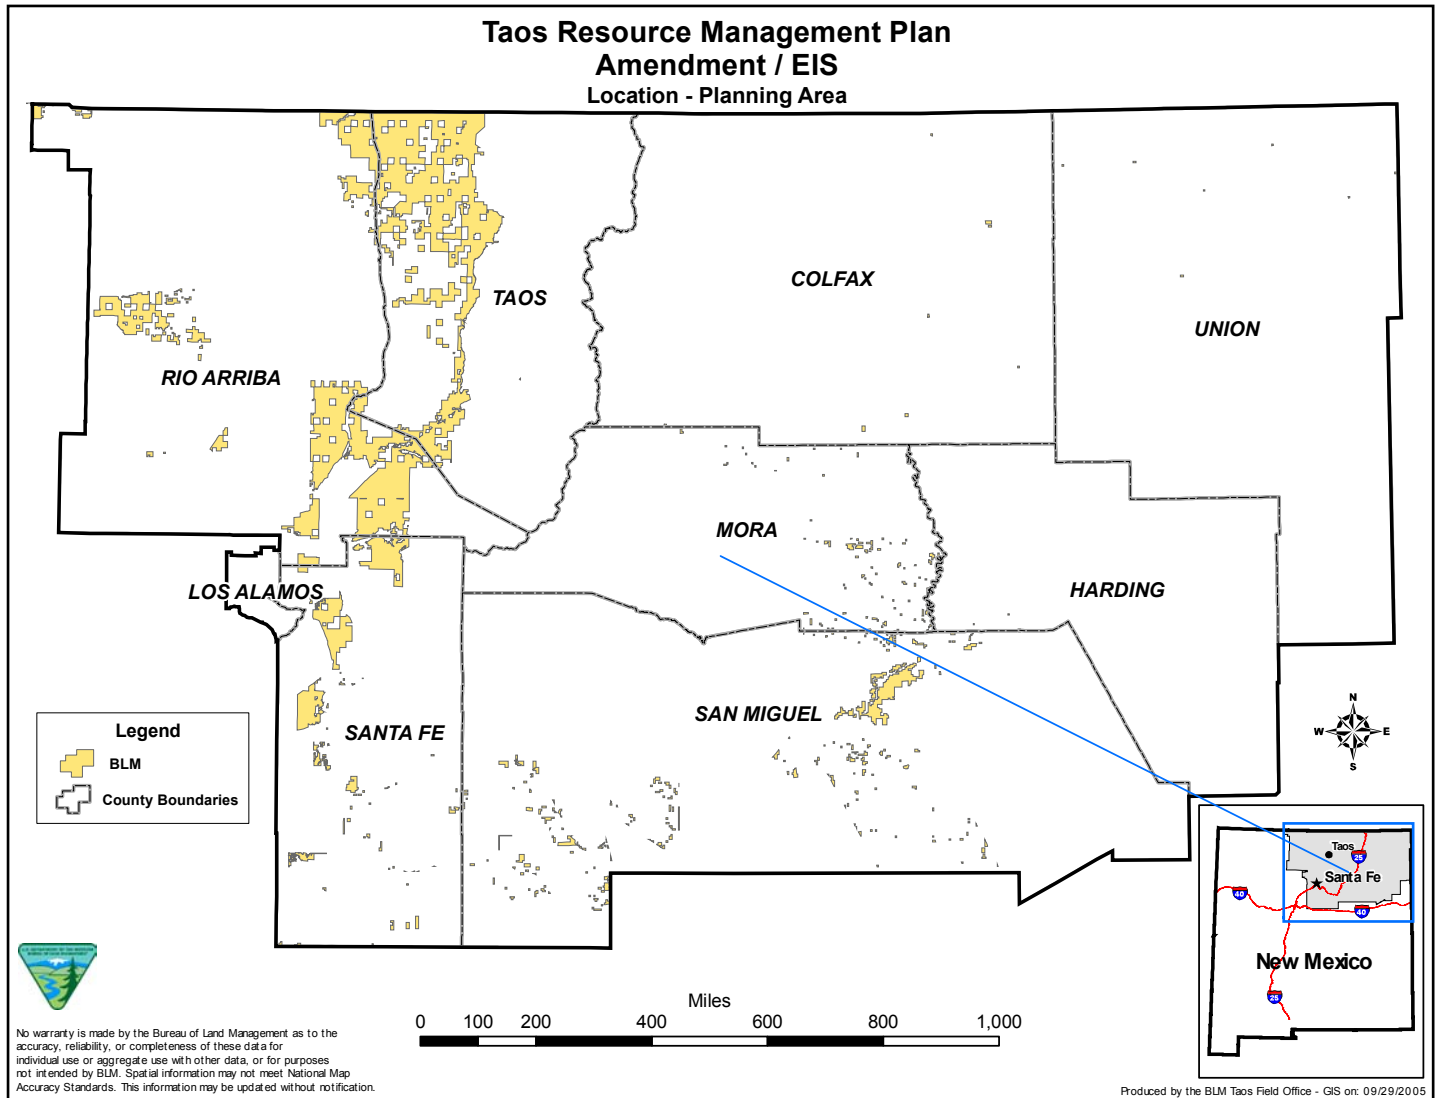 Taos Resource Management Plan
Amendment / EIS
Location - Planning Area
COLFAX
TAOS
UNION
RIO ARRIBA
MORA
HARDING
LOS ALAMOS
SAN MIGUEL
SANTA FE
Legend
BLM
County Boundaries
N
W
E
S
Taos
25
Santa Fe
40
40
New Mexico
25
Miles
0 100 200 400 600 800 1,000
No warranty is made by the Bureau of Land Management as to the
accuracy, reliability, or completeness of these data for
individual use or aggregate use with other data, or for purposes
not intended by BLM. Spatial information may not meet National Map
Accuracy Standards. This information may be updated without notification.
Produced by the BLM Taos Field Office - GIS on: 09/29/2005